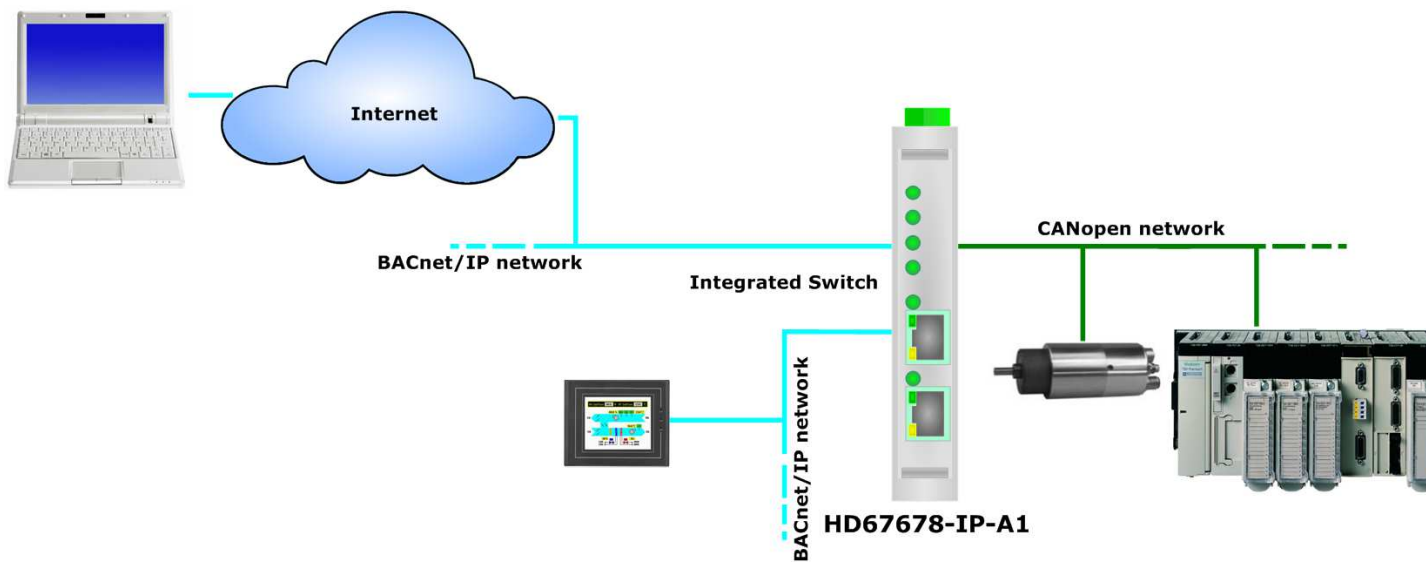 Internet
CANopen network
BACnet/IP network
Integrated Switch
BACnet/IP network
HD67678-IP-A1